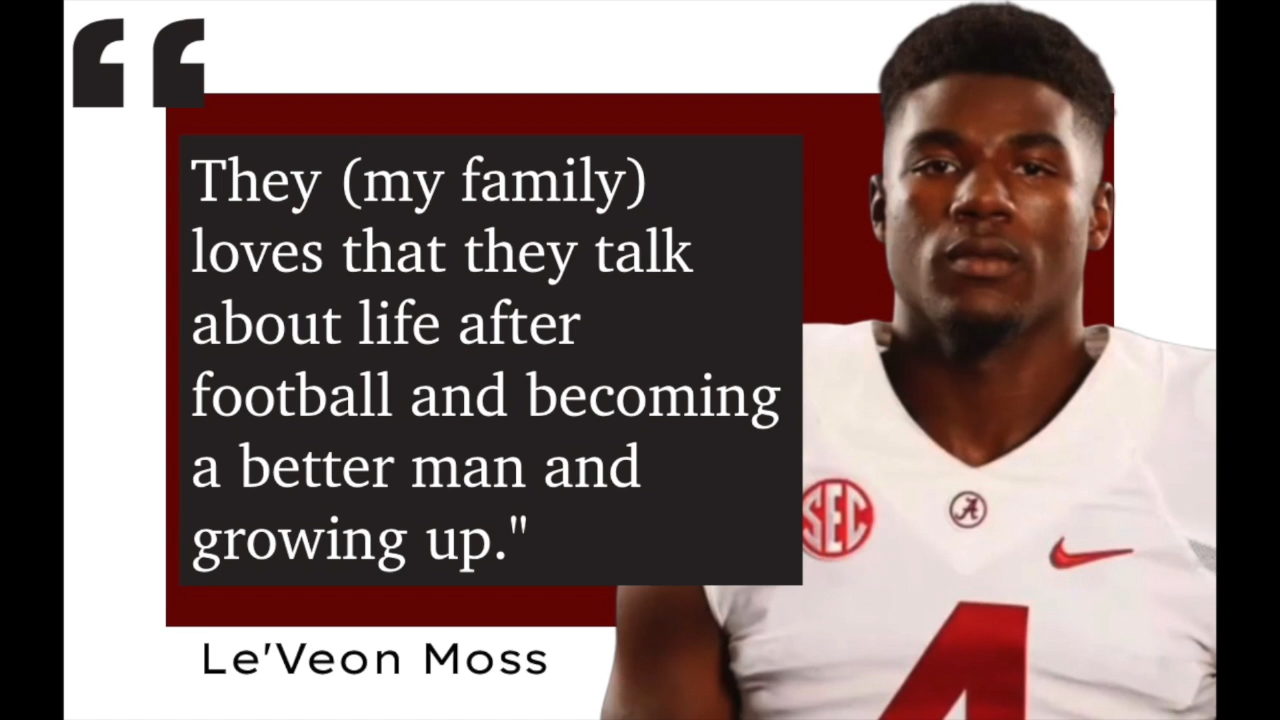 “
They (my family)
loves that they talk
about life after
football and becoming
a better man and
growing up."
Le'Veon Moss
SEC
A
4